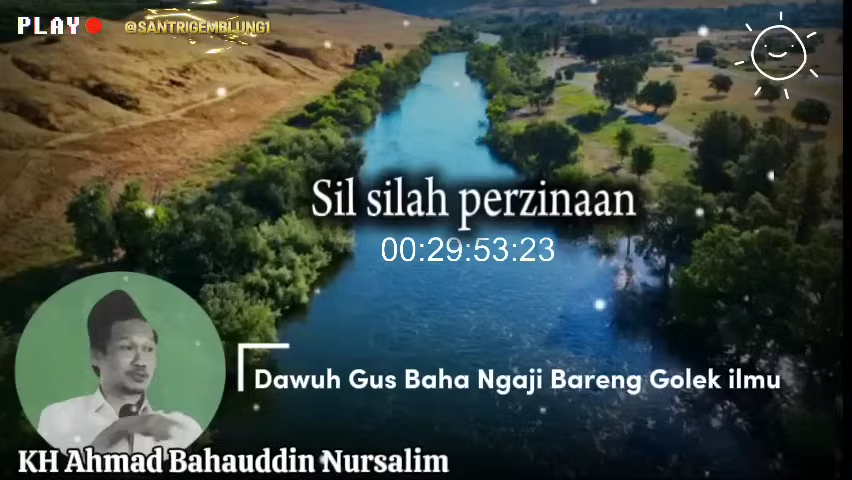 PLAY
@SANTRIGEMBLUNG1
Sil silah perzinaan
00:29:53:23
Dawuh Gus Baha Ngaji Bareng Golek ilmu
KH Ahmad Bahauddin Nursalim